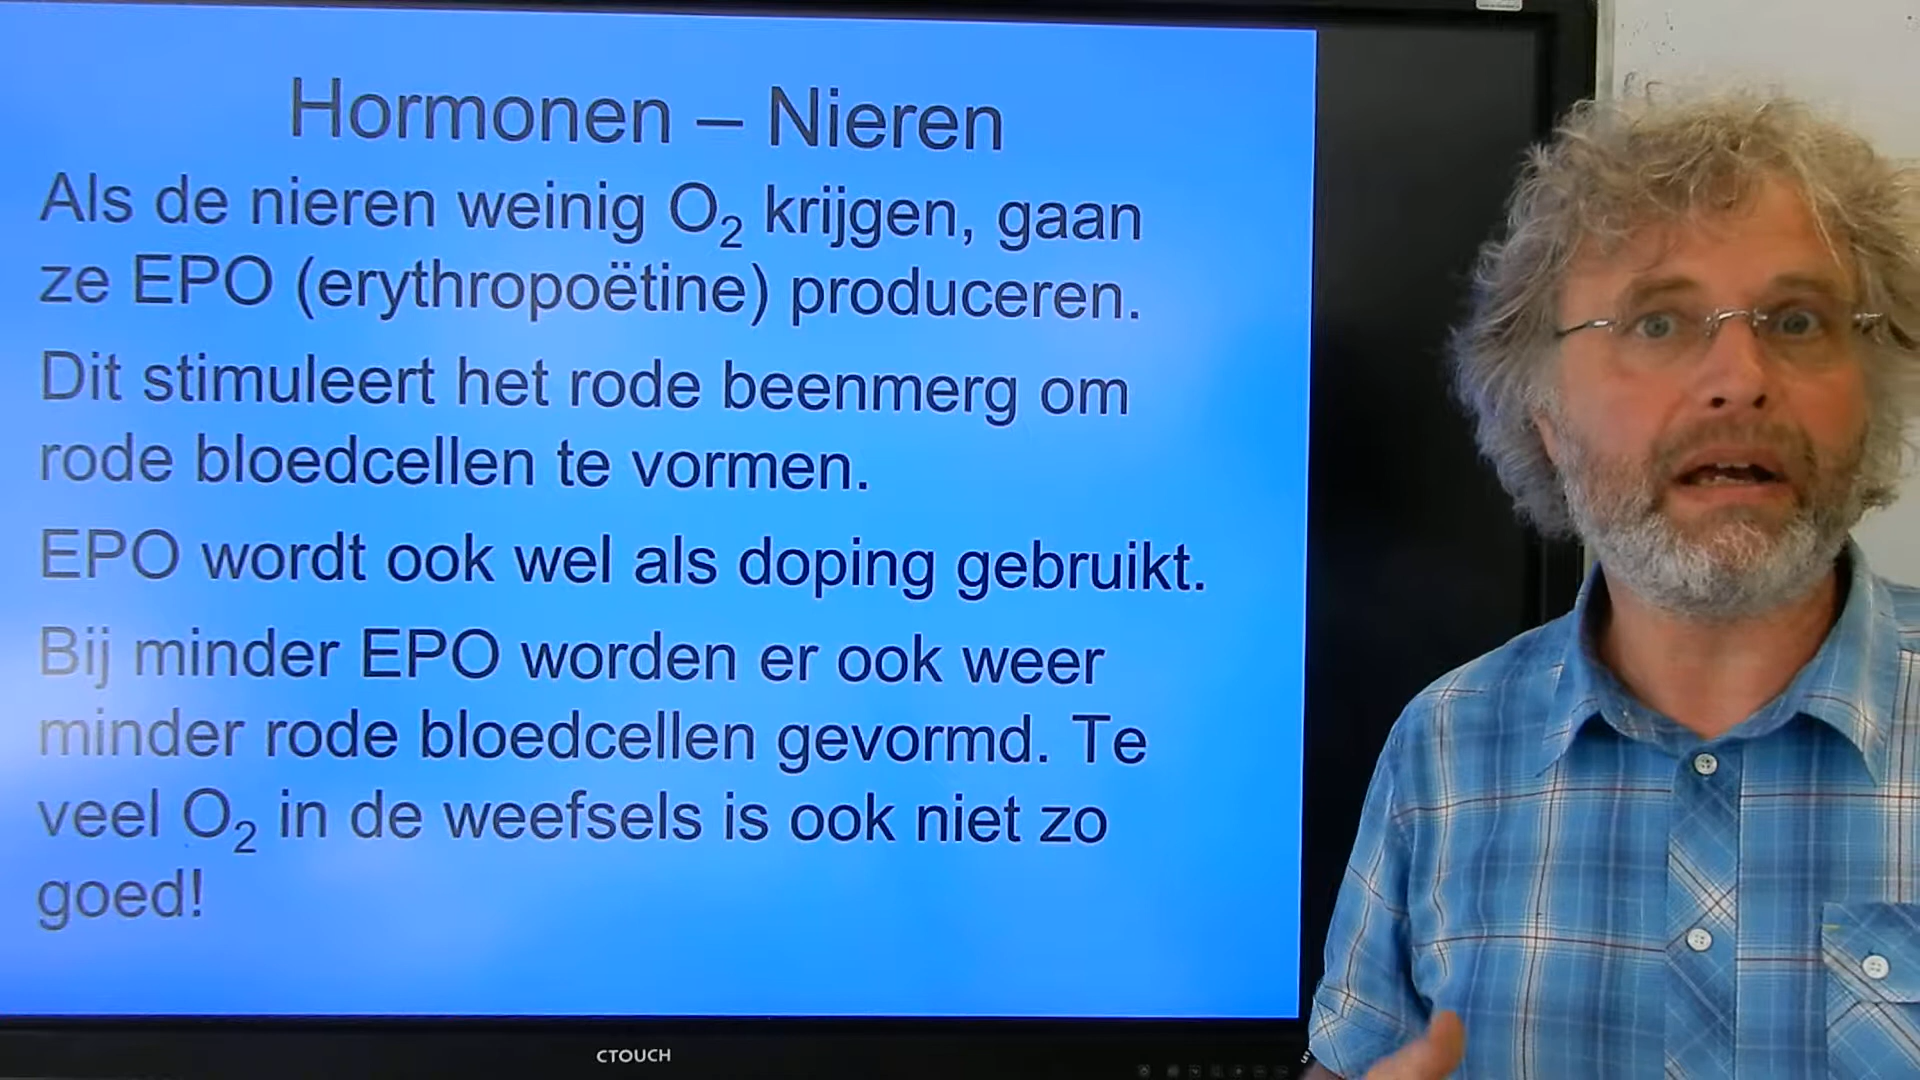 Hormonen – Nieren
Als de nieren weinig O₂ krijgen, gaan
ze EPO (erythropoëtine) produceren.
Dit stimuleert het rode beenmerg om
rode bloedcellen te vormen.
EPO wordt ook wel als doping gebruikt.
Bij minder EPO worden er ook weer
minder rode bloedcellen gevormd. Te
veel O₂ in de weefsels is ook niet zo
goed!
CTOUCH